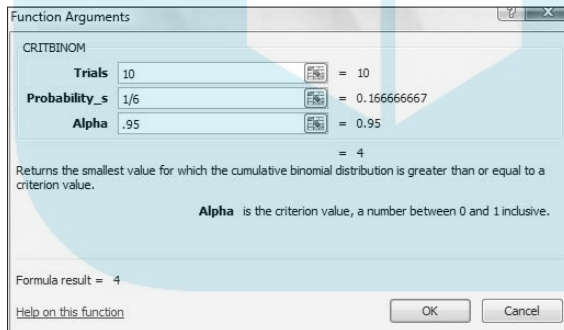 Function Arguments
CRITBINOM
Trials 10 = 10
Probability_s 1/6 = 0.166666667
Alpha .95 = 0.95
= 4
Returns the smallest value for which the cumulative binomial distribution is greater than or equal to a
criterion value.
Alpha is the criterion value, a number between 0 and 1 inclusive.
Formula result = 4
Help on this function OK Cancel